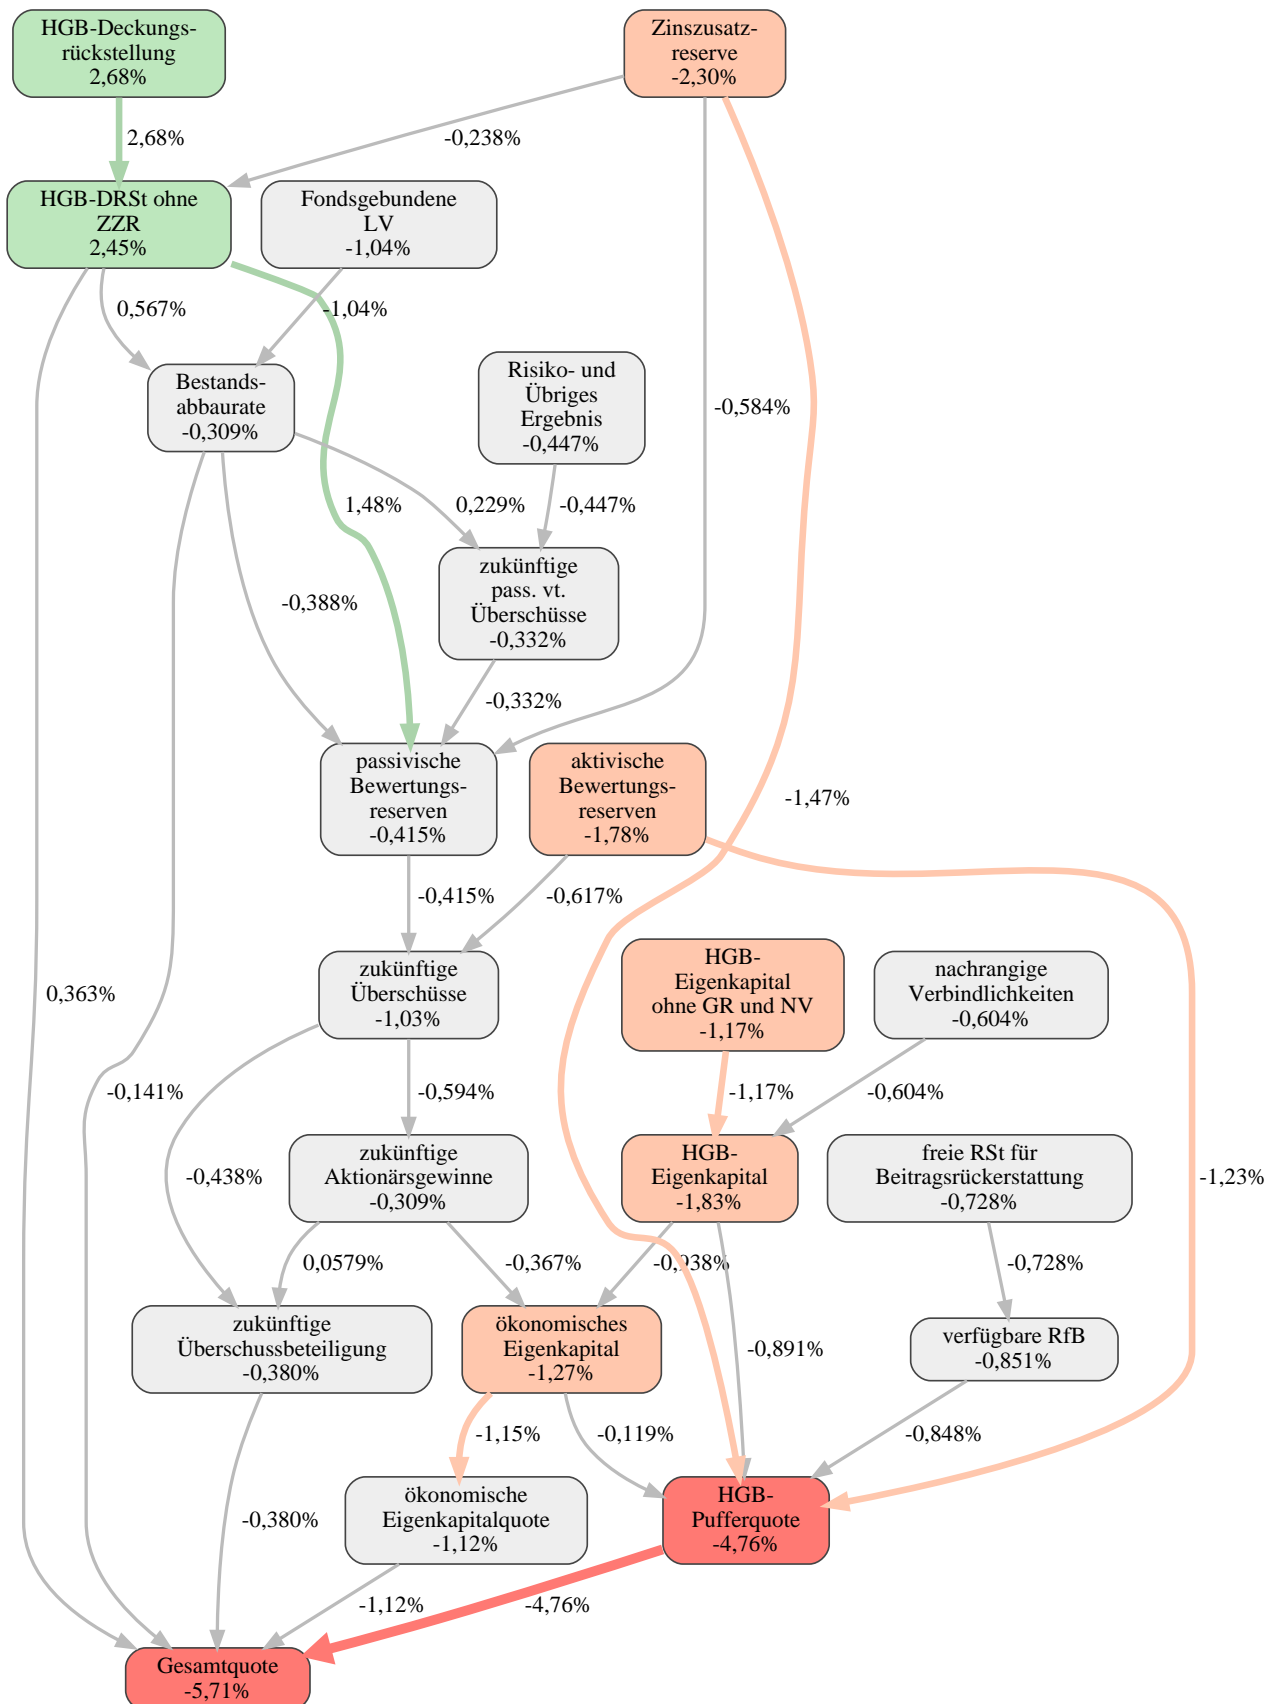 HGB-Deckungs-
rückstellung
2,68%
Zinszusatz-
reserve
-2,30%
2,68%
-0,238%
HGB-DRSt ohne
ZZR
2,45%
Fondsgebundene
LV
-1,04%
0,567%
-1,04%
Bestands-
abbaurate
-0,309%
Risiko- und
Übriges
Ergebnis
-0,447%
-0,584%
1,48%
0,229%
-0,447%
zukünftige
pass. vt.
Überschüsse
-0,332%
-0,388%
-0,332%
passivische
Bewertungs-
reserven
-0,415%
aktivische
Bewertungs-
reserven
-1,78%
-1,47%
-0,415%
-0,617%
zukünftige
Überschüsse
-1,03%
HGB-
Eigenkapital
ohne GR und NV
-1,17%
nachrangige
Verbindlichkeiten
-0,604%
0,363%
-0,141%
-0,594%
-1,17%
-0,604%
zukünftige
Aktionärsgewinne
-0,309%
HGB-
Eigenkapital
-1,83%
freie RSt für
Beitragsrückerstattung
-0,728%
-0,438%
-1,23%
0,0579%
-0,367%
-0,938%
-0,728%
zukünftige
Überschussbeteiligung
-0,380%
ökonomisches
Eigenkapital
-1,27%
-0,891%
verfügbare RfB
-0,851%
-1,15%
-0,119%
-0,848%
-0,380%
ökonomische
Eigenkapitalquote
-1,12%
HGB-
Pufferquote
-4,76%
-1,12%
-4,76%
Gesamtquote
-5,71%